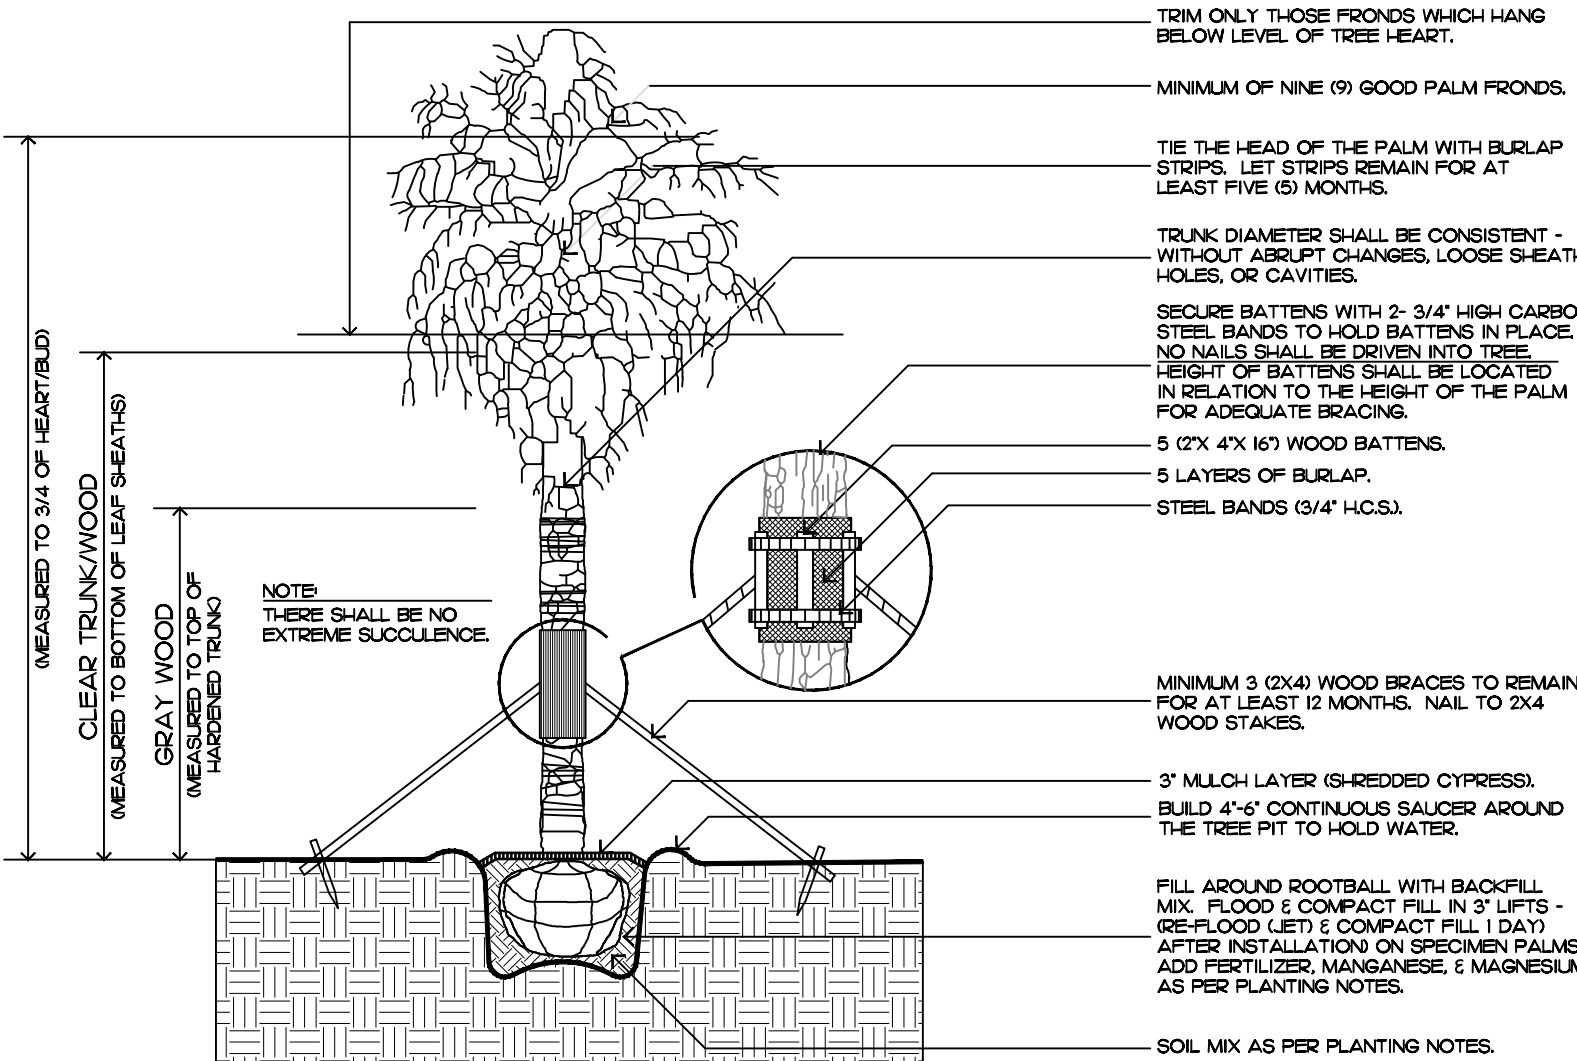 TRIM ONLY THOSE FRONDS WHICH HANG
BELOW LEVEL OF TREE HEART.
MINIMUM OF NINE (9) GOOD PALM FRONDS.
TIE THE HEAD OF THE PALM WITH BURLAP
STRIPS. LET STRIPS REMAIN FOR AT
LEAST FIVE (5) MONTHS.
TRUNK DIAMETER SHALL BE CONSISTENT -
WITHOUT ABRUPT CHANGES, LOOSE SHEATH
HOLES, OR CAVITIES.
SECURE BATTENS WITH 2- 3/4" HIGH CARBO
STEEL BANDS TO HOLD BATTENS IN PLACE.
NO NAILS SHALL BE DRIVEN INTO TREE.
HEIGHT OF BATTENS SHALL BE LOCATED
IN RELATION TO THE HEIGHT OF THE PALM
FOR ADEQUATE BRACING.
5 (2"X 4"X 16") WOOD BATTENS.
5 LAYERS OF BURLAP.
STEEL BANDS (3/4" H.C.S.).
MINIMUM 3 (2X4) WOOD BRACES TO REMAIN
FOR AT LEAST 12 MONTHS. NAIL TO 2X4
WOOD STAKES.
3" MULCH LAYER (SHREDDED CYPRESS).
BUILD 4"-6" CONTINUOUS SAUCER AROUND
THE TREE PIT TO HOLD WATER.
FILL AROUND ROOTBALL WITH BACKFILL
MIX. FLOOD & COMPACT FILL IN 3" LIFTS -
(RE-FLOOD (JET) & COMPACT FILL 1 DAY)
AFTER INSTALLATION) ON SPECIMEN PALMS
ADD FERTILIZER, MANGANESE, & MAGNESIUM
AS PER PLANTING NOTES.
SOIL MIX AS PER PLANTING NOTES.
(MEASURED TO 3/4 OF HEART/BUD)
CLEAR TRUNK/WOOD
(MEASURED TO BOTTOM OF LEAF SHEATHS)
GRAY WOOD
(MEASURED TO TOP OF
HARDENED TRUNK)
NOTE:
THERE SHALL BE NO
EXTREME SUCCULENCE.